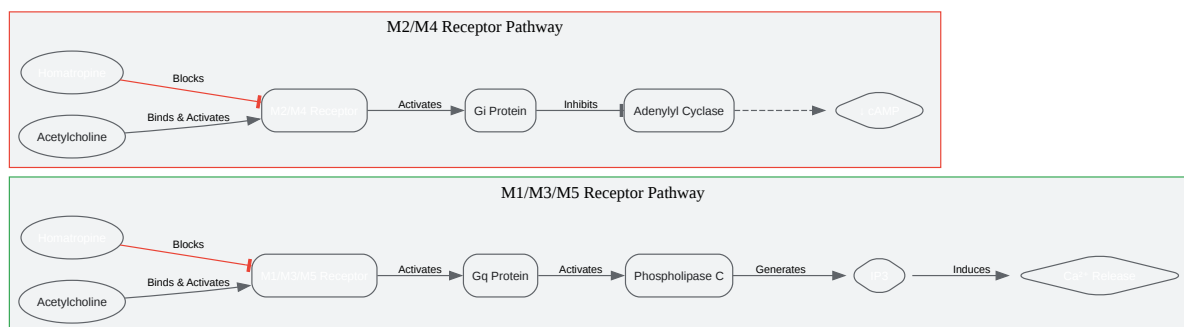 M2/M4 Receptor Pathway
Homatropine
Blocks
Acetylcholine
Binds & Activates
M2/M4 Receptor
Activates
Gi Protein
Inhibits
Adenylyl Cyclase
cAMP
M1/M3/M5 Receptor Pathway
Homatropine
Blocks
Acetylcholine
Binds & Activates
M1/M3/M5 Receptor
Activates
Gq Protein
Activates
Phospholipase C
Generates
IP3
Induces
Ca²⁺ Release